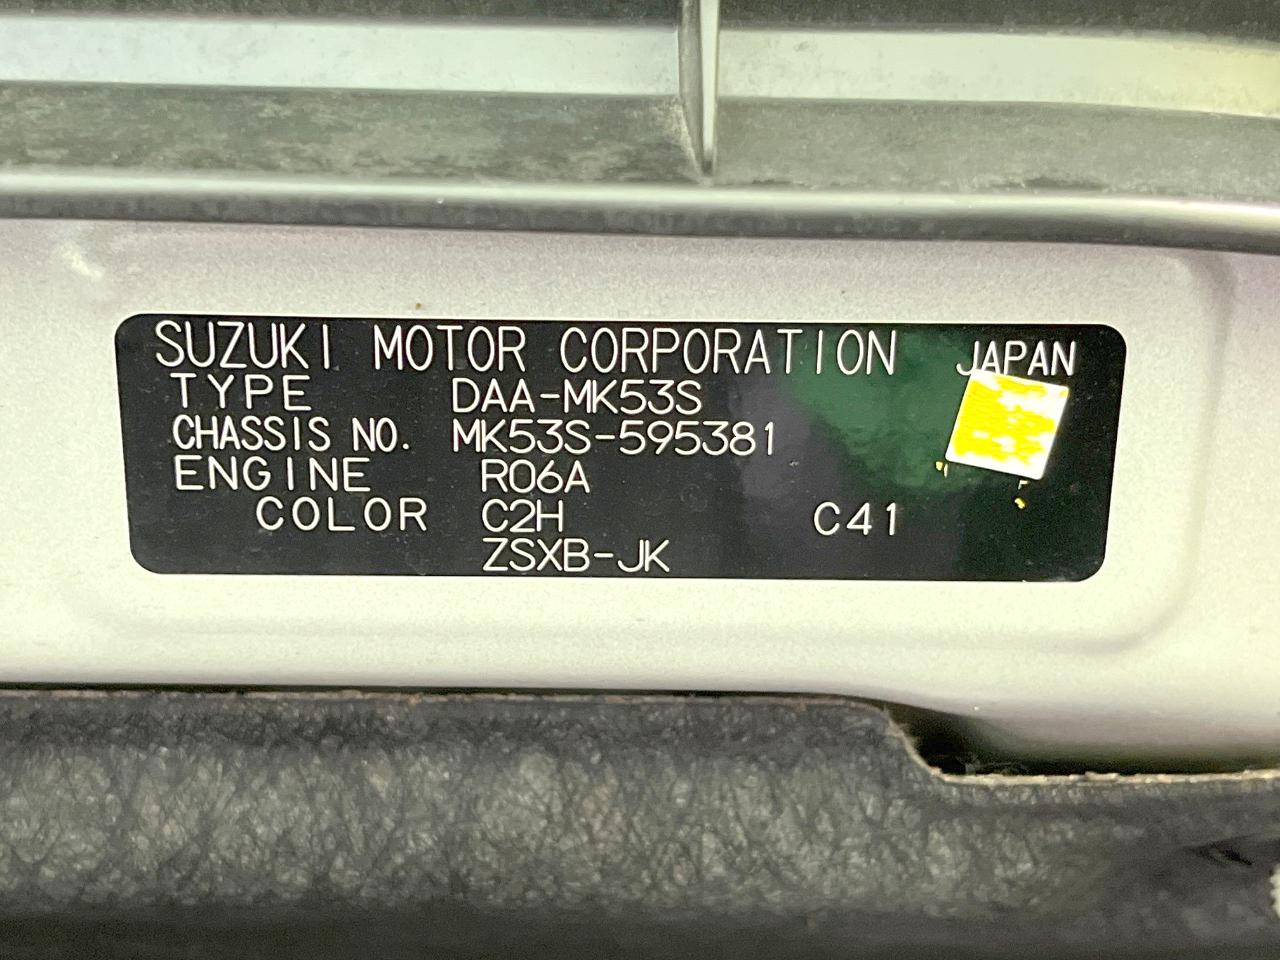 SUZUKI MOTOR CORPORATION JAPAN
TYPE DAA-MK53S
CHASSIS NO. MK53S-595381
ENGINE R06A
COLOR C2H C41
ZSXB-JK